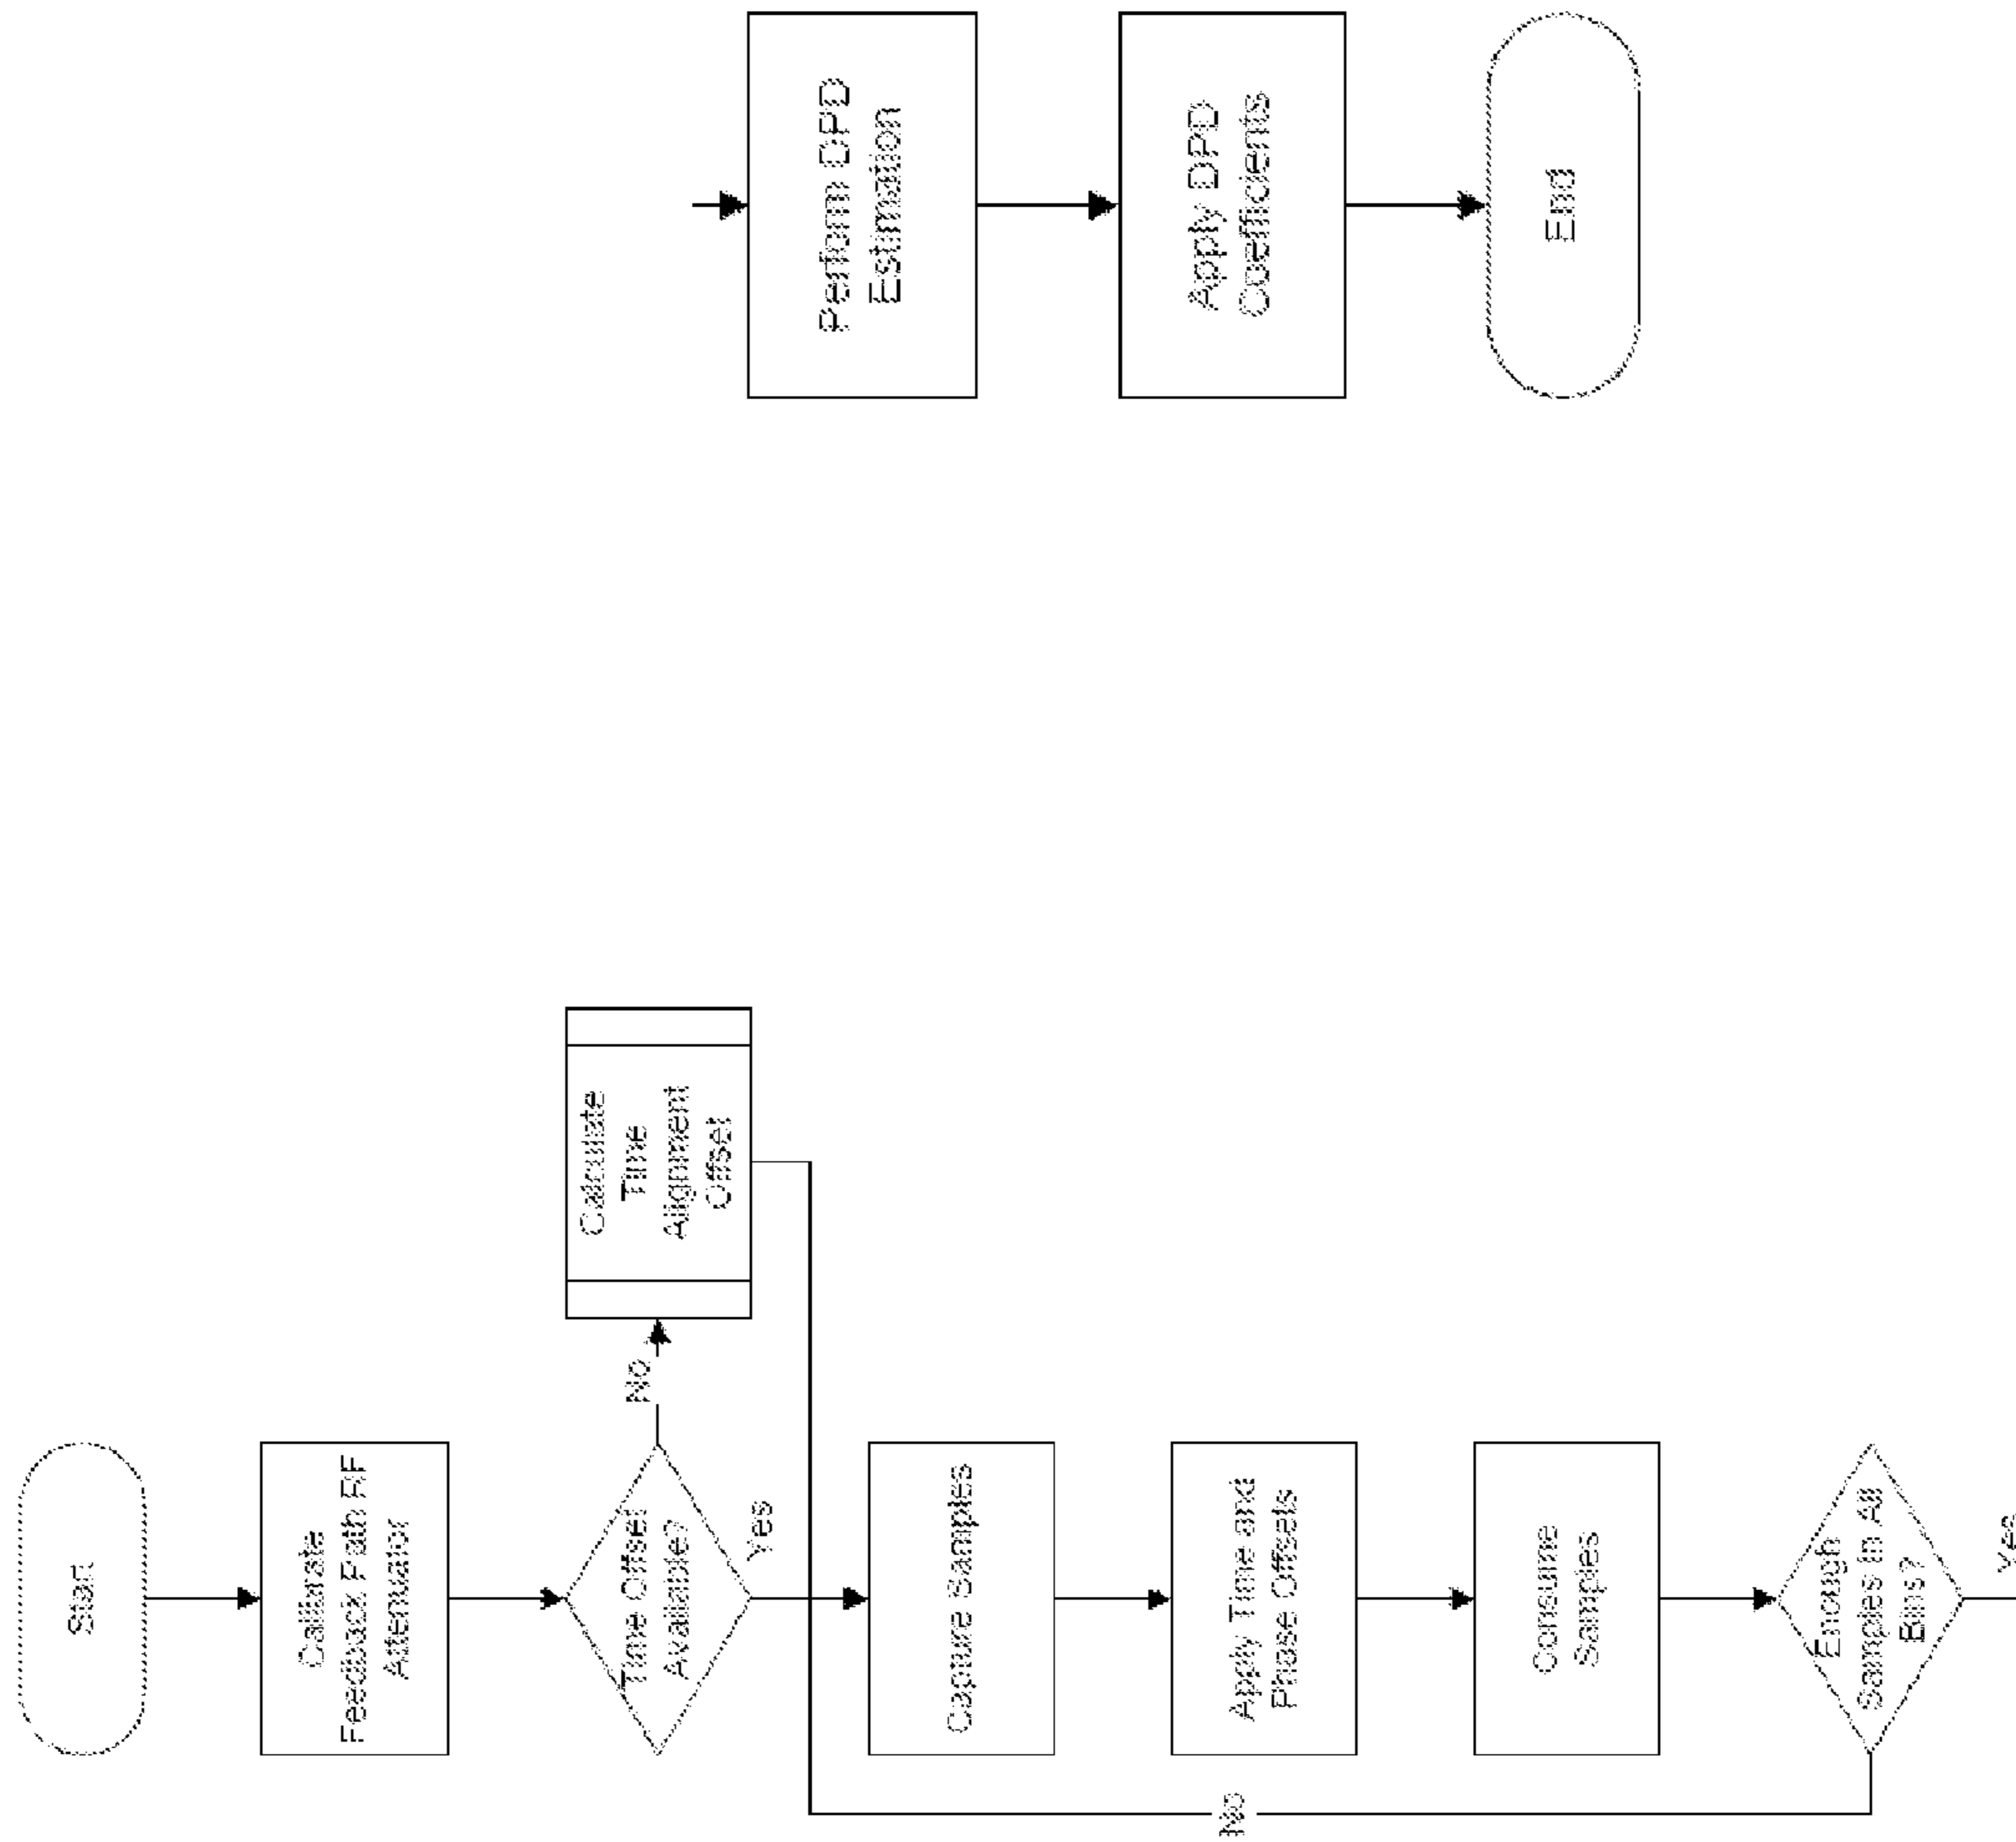 Start
Calibrate
Feedback Path RF
Attenuator
Time Offset
Available?
No
Calculate
Time
Alignment
Offset
Yes
Capture Samples
Apply Time and
Phase Offsets
Consume
Samples
Enough
Samples in All
Bins?
No
Yes
Perform DPD
Estimation
Apply DPD
Coefficients
End